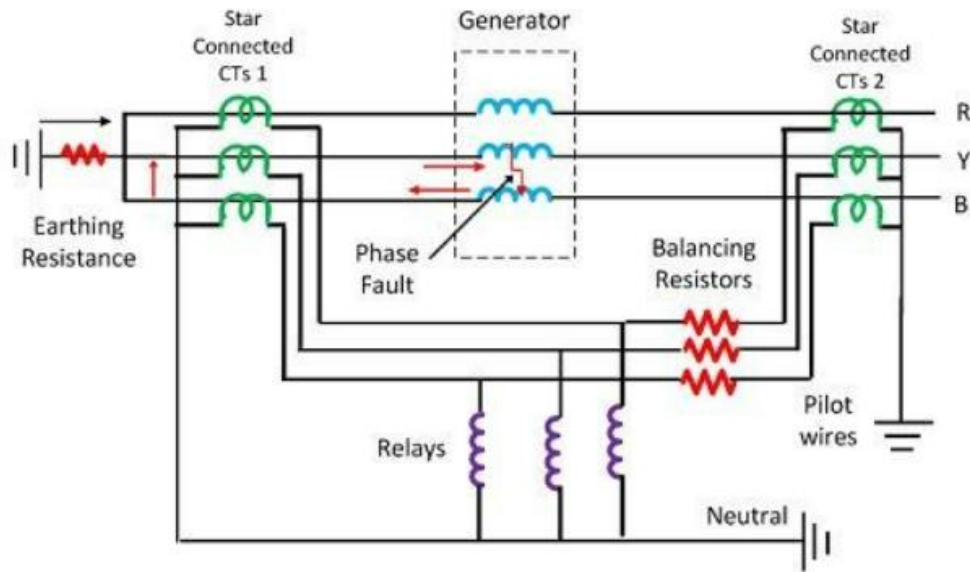 Star
Connected
CTs 1
Generator
Star
Connected
CTs 2
R
Y
B
Earthing
Resistance
Phase
Fault
Balancing
Resistors
Relays
Pilot
wires
Neutral